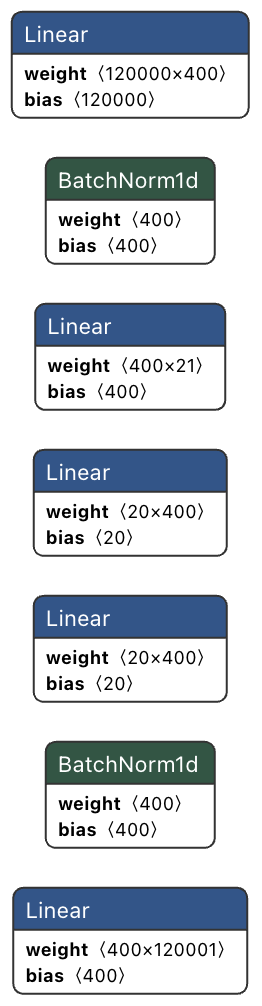 Linear
weight 〈120000×400〉
bias 〈120000〉
BatchNorm1d
weight 〈400〉
bias 〈400〉
Linear
weight 〈400×21〉
bias 〈400〉
Linear
weight 〈20×400〉
bias 〈20〉
Linear
weight 〈20×400〉
bias 〈20〉
BatchNorm1d
weight 〈400〉
bias 〈400〉
Linear
weight 〈400×120001〉
bias 〈400〉